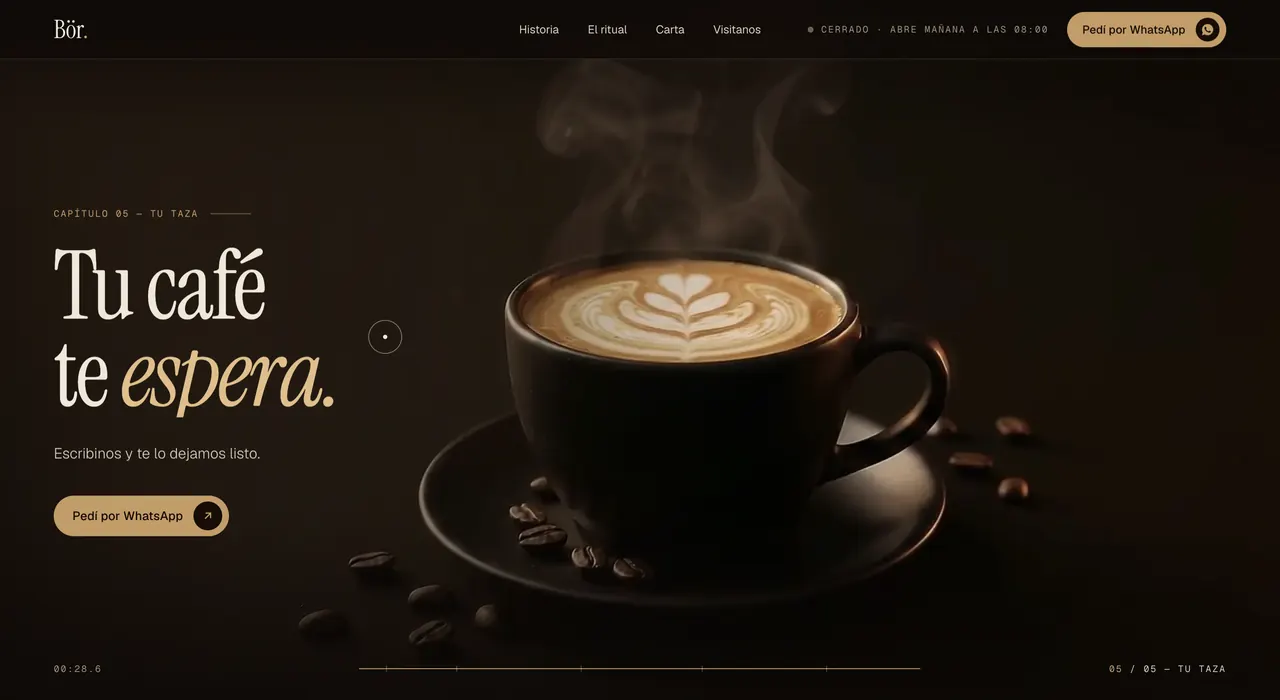 Bör.
Historia
El ritual
Carta
Visitanos
CERRADO · ABRE MAÑANA A LAS 08:00
Pedí por WhatsApp
CAPÍTULO 05 — TU TAZA
Tu café
te espera.
Escribinos y te lo dejamos listo.
Pedí por WhatsApp
00:28.6
05 / 05 — TU TAZA